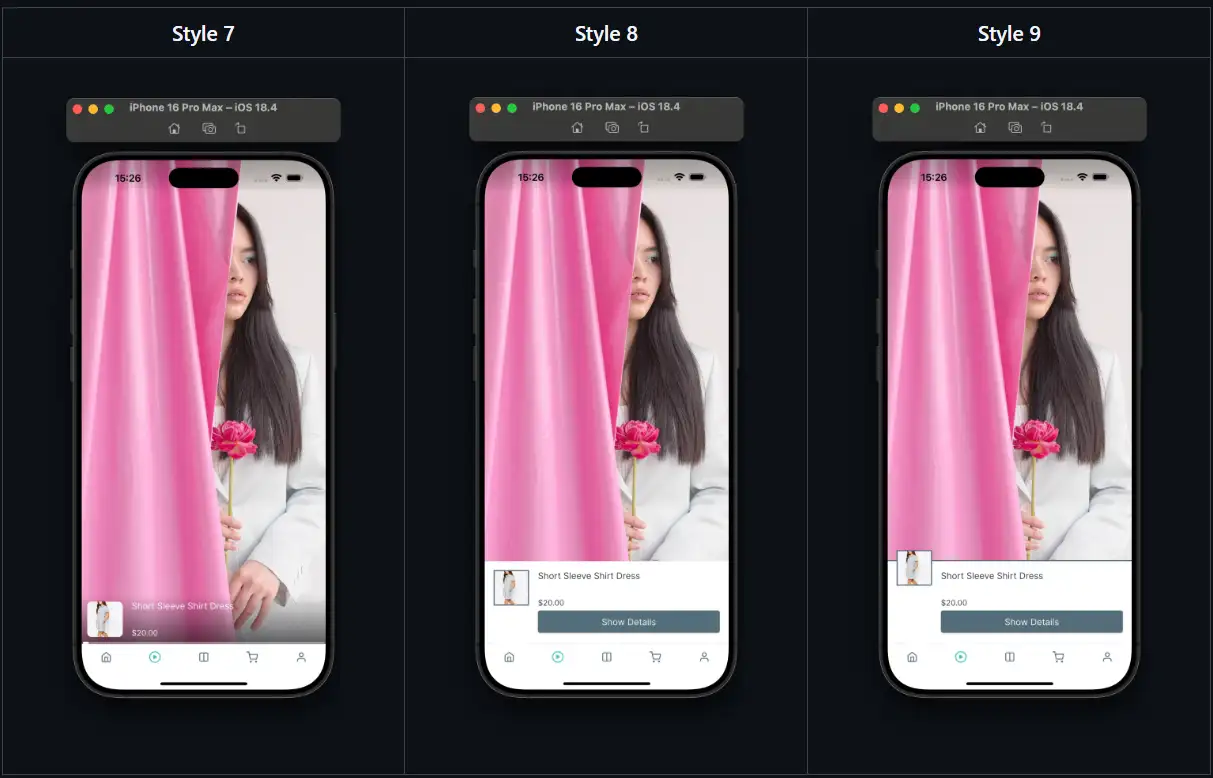 Style 7
Style 8
Style 9
iPhone 16 Pro Max – iOS 18.4
iPhone 16 Pro Max – iOS 18.4
iPhone 16 Pro Max – iOS 18.4
15:26
15:26
15:26
Short Sleeve Shirt Dress
$20.00
Short Sleeve Shirt Dress
$20.00
Show Details
Short Sleeve Shirt Dress
$20.00
Show Details